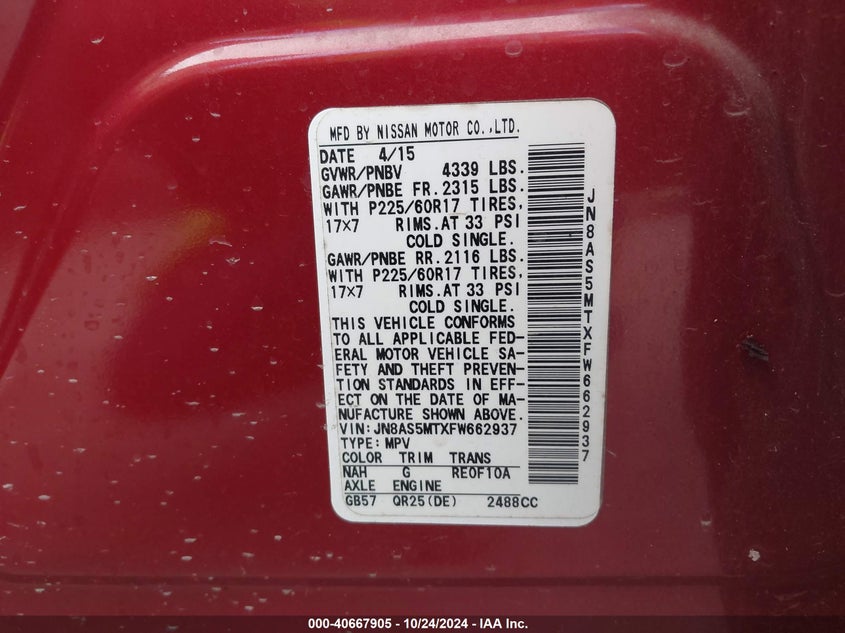 MFD BY NISSAN MOTOR CO.,LTD.
DATE 4/15
GVWR/PNBV 4339 LBS.
GAWR/PNBE FR. 2315 LBS.
WITH P225/60R17 TIRES,
17×7 RIMS.AT 33 PSI
COLD SINGLE.
GAWR/PNBE RR. 2116 LBS.
WITH P225/60R17 TIRES,
17×7 RIMS.AT 33 PSI
COLD SINGLE.
THIS VEHICLE CONFORMS
TO ALL APPLICABLE FED-
ERAL MOTOR VEHICLE SA-
FETY AND THEFT PREVEN-
TION STANDARDS IN EFF-
ECT ON THE DATE OF MA-
NUFACTURE SHOWN ABOVE.
VIN:JN8AS5MTXFW662937
TYPE:MPV
COLOR TRIM TRANS
NAH G RE0F10A
AXLE ENGINE
GB57 QR25(DE) 2488CC
JN8AS5MTXFW662937
000-40667905 - 10/24/2024 - IAA Inc.